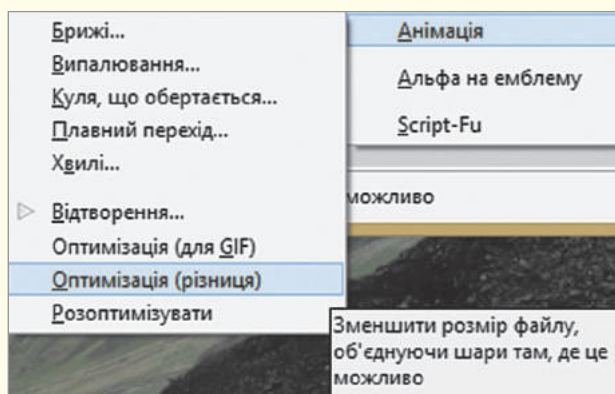 Брижі...
Випалювання...
Куля, що обертається...
Плавний перехід...
Хвилі...
Відтворення...
Оптимізація (для GIF)
Оптимізація (різниця)
Розоптимізувати
Анімація
Альфа на емблему
Script-Fu
можливо
Зменшити розмір файлу,
об'єднуючи шари там, де це
можливо